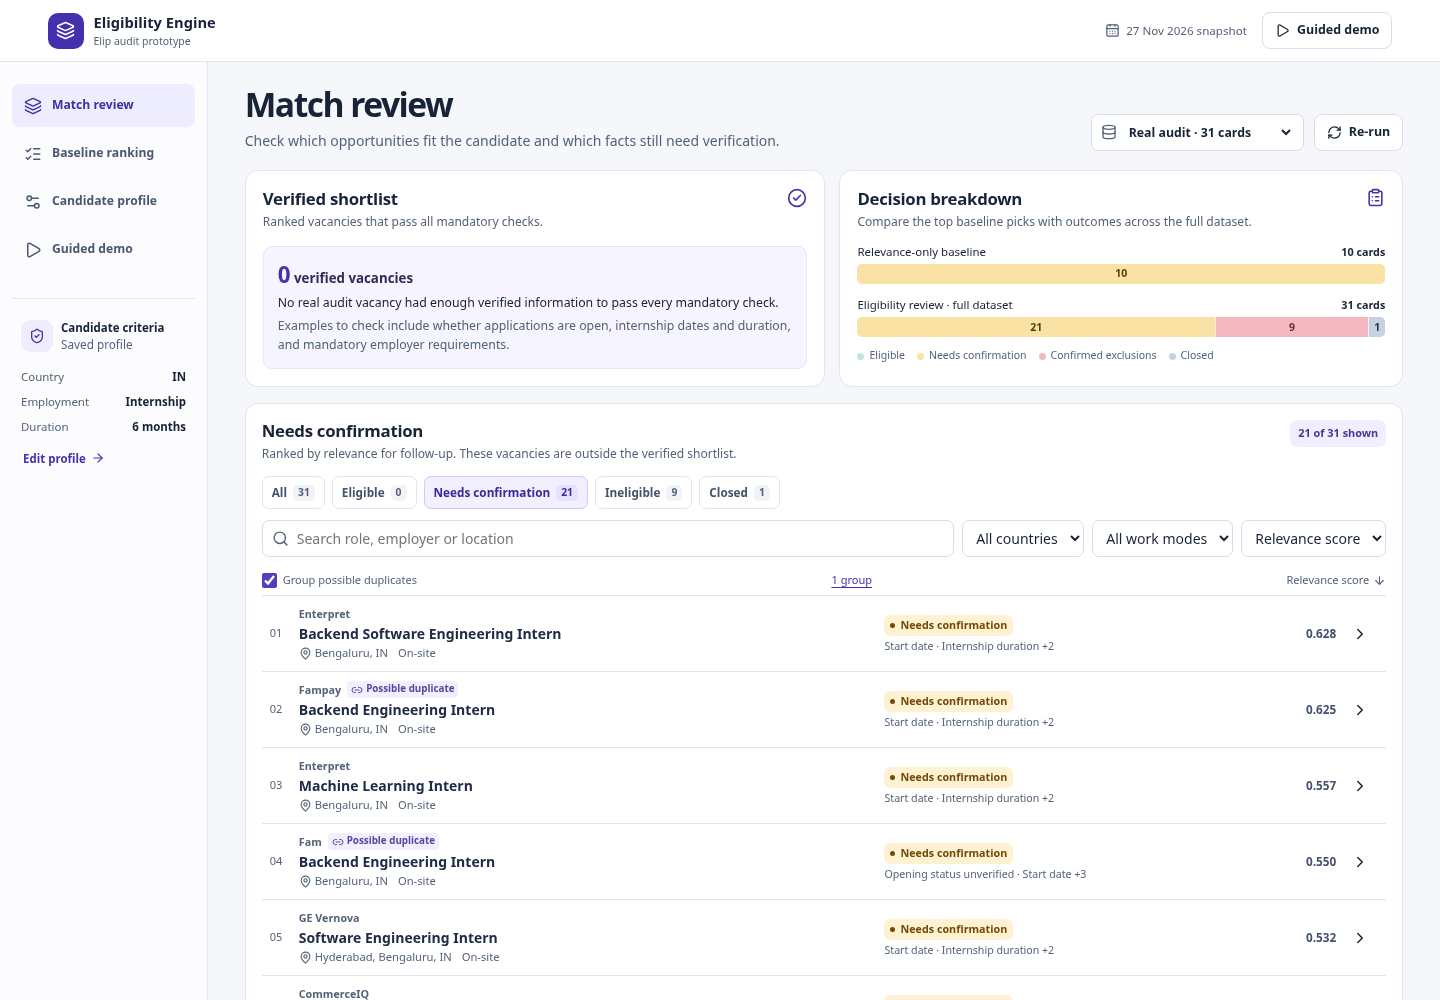 Eligibility Engine
Elip audit prototype
27 Nov 2026 snapshot
Guided demo
Match review
Baseline ranking
Candidate profile
Guided demo
Candidate criteria
Saved profile
Country IN
Employment Internship
Duration 6 months
Edit profile
Match review
Check which opportunities fit the candidate and which facts still need verification.
Real audit · 31 cards
Re-run
Verified shortlist
Ranked vacancies that pass all mandatory checks.
0 verified vacancies
No real audit vacancy had enough verified information to pass every mandatory check.
Examples to check include whether applications are open, internship dates and duration,
and mandatory employer requirements.
Decision breakdown
Compare the top baseline picks with outcomes across the full dataset.
Relevance-only baseline 10 cards
10
Eligibility review · full dataset 31 cards
21 9 1
Eligible Needs confirmation Confirmed exclusions Closed
Needs confirmation
Ranked by relevance for follow-up. These vacancies are outside the verified shortlist.
21 of 31 shown
All 31 Eligible 0 Needs confirmation 21 Ineligible 9 Closed 1
Search role, employer or location
All countries
All work modes
Relevance score
Group possible duplicates
1 group
Relevance score
Enterpret
01 Backend Software Engineering Intern
Bengaluru, IN On-site
Needs confirmation
Start date · Internship duration +2
0.628
Fampay Possible duplicate
02 Backend Engineering Intern
Bengaluru, IN On-site
Needs confirmation
Start date · Internship duration +2
0.625
Enterpret
03 Machine Learning Intern
Bengaluru, IN On-site
Needs confirmation
Start date · Internship duration +2
0.557
Fam Possible duplicate
04 Backend Engineering Intern
Bengaluru, IN On-site
Needs confirmation
Opening status unverified · Start date +3
0.550
GE Vernova
05 Software Engineering Intern
Hyderabad, Bengaluru, IN On-site
Needs confirmation
Start date · Internship duration +2
0.532
CommerceIQ